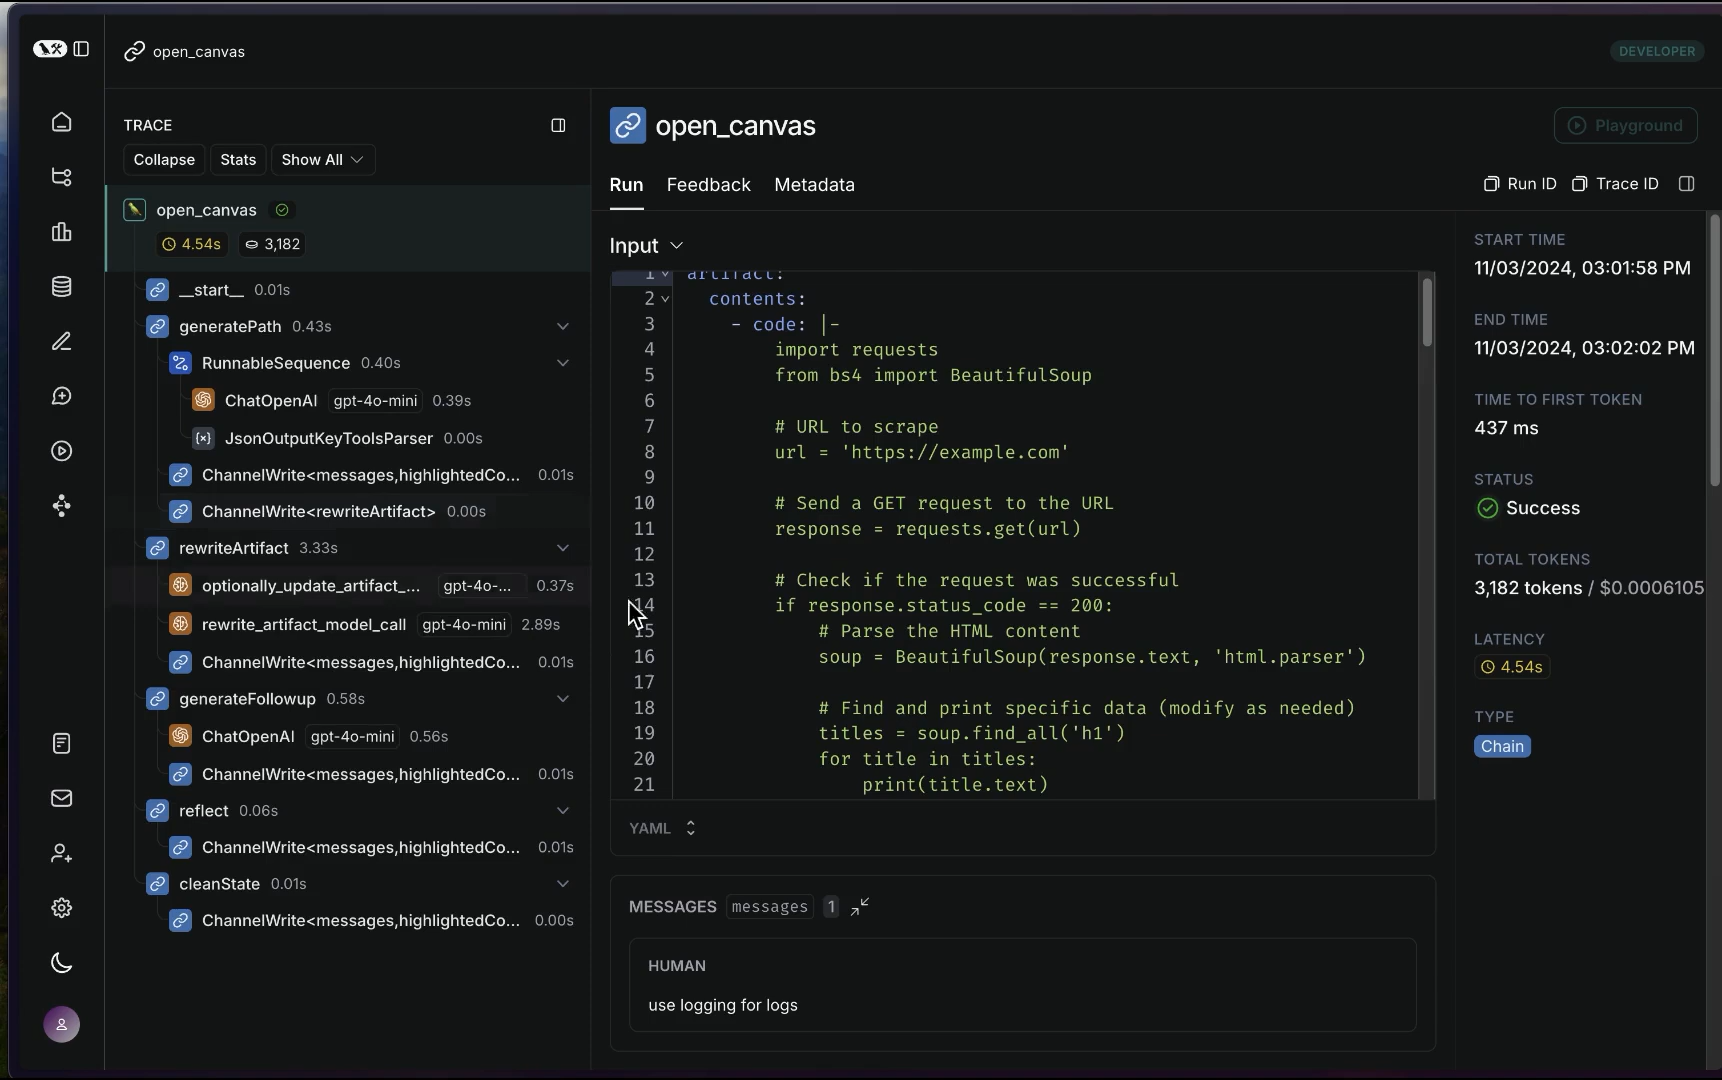 open_canvas
DEVELOPER
TRACE
Collapse Stats Show All
open_canvas
4.54s 3,182
__start__ 0.01s
generatePath 0.43s
RunnableSequence 0.40s
ChatOpenAI gpt-4o-mini 0.39s
JsonOutputKeyToolsParser 0.00s
ChannelWrite<messages,highlightedCo... 0.01s
ChannelWrite<rewriteArtifact> 0.00s
rewriteArtifact 3.33s
optionally_update_artifact_... gpt-4o-... 0.37s
rewrite_artifact_model_call gpt-4o-mini 2.89s
ChannelWrite<messages,highlightedCo... 0.01s
generateFollowup 0.58s
ChatOpenAI gpt-4o-mini 0.56s
ChannelWrite<messages,highlightedCo... 0.01s
reflect 0.06s
ChannelWrite<messages,highlightedCo... 0.01s
cleanState 0.01s
ChannelWrite<messages,highlightedCo... 0.00s
open_canvas
Playground
Run Feedback Metadata
Run ID Trace ID
Input
1 artifact:
2 contents:
3 - code: |-
4 import requests
5 from bs4 import BeautifulSoup
6
7 # URL to scrape
8 url = 'https://example.com'
9
10 # Send a GET request to the URL
11 response = requests.get(url)
12
13 # Check if the request was successful
14 if response.status_code == 200:
15 # Parse the HTML content
16 soup = BeautifulSoup(response.text, 'html.parser')
17
18 # Find and print specific data (modify as needed)
19 titles = soup.find_all('h1')
20 for title in titles:
21 print(title.text)
YAML
MESSAGES messages 1
HUMAN
use logging for logs
START TIME
11/03/2024, 03:01:58 PM
END TIME
11/03/2024, 03:02:02 PM
TIME TO FIRST TOKEN
437 ms
STATUS
Success
TOTAL TOKENS
3,182 tokens / $0.0006105
LATENCY
4.54s
TYPE
Chain